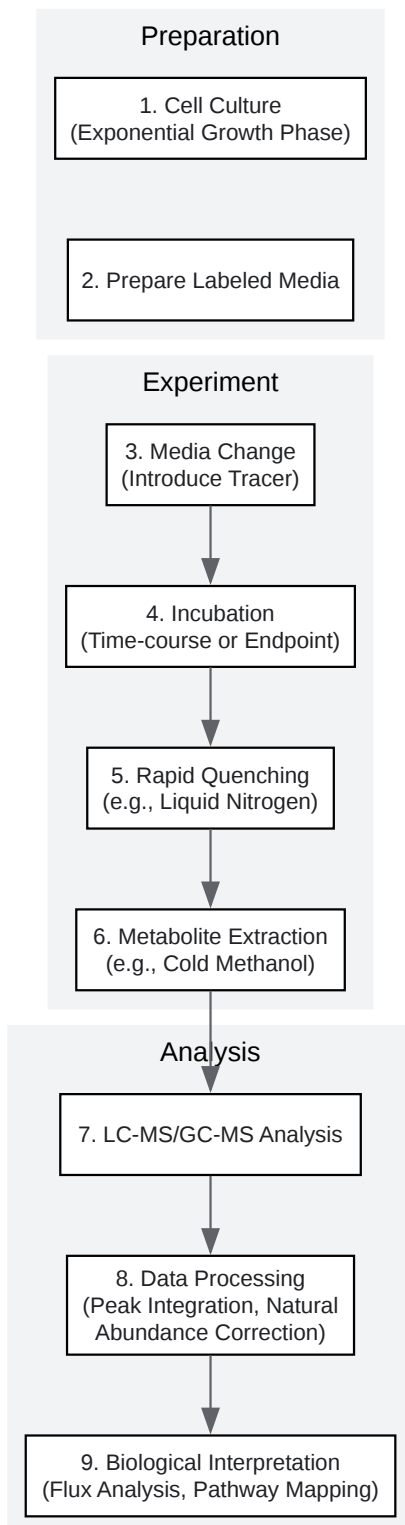 Preparation
1. Cell Culture
(Exponential Growth Phase)
2. Prepare Labeled Media
Experiment
3. Media Change
(Introduce Tracer)
4. Incubation
(Time-course or Endpoint)
5. Rapid Quenching
(e.g., Liquid Nitrogen)
6. Metabolite Extraction
(e.g., Cold Methanol)
Analysis
7. LC-MS/GC-MS Analysis
8. Data Processing
(Peak Integration, Natural
Abundance Correction)
9. Biological Interpretation
(Flux Analysis, Pathway Mapping)